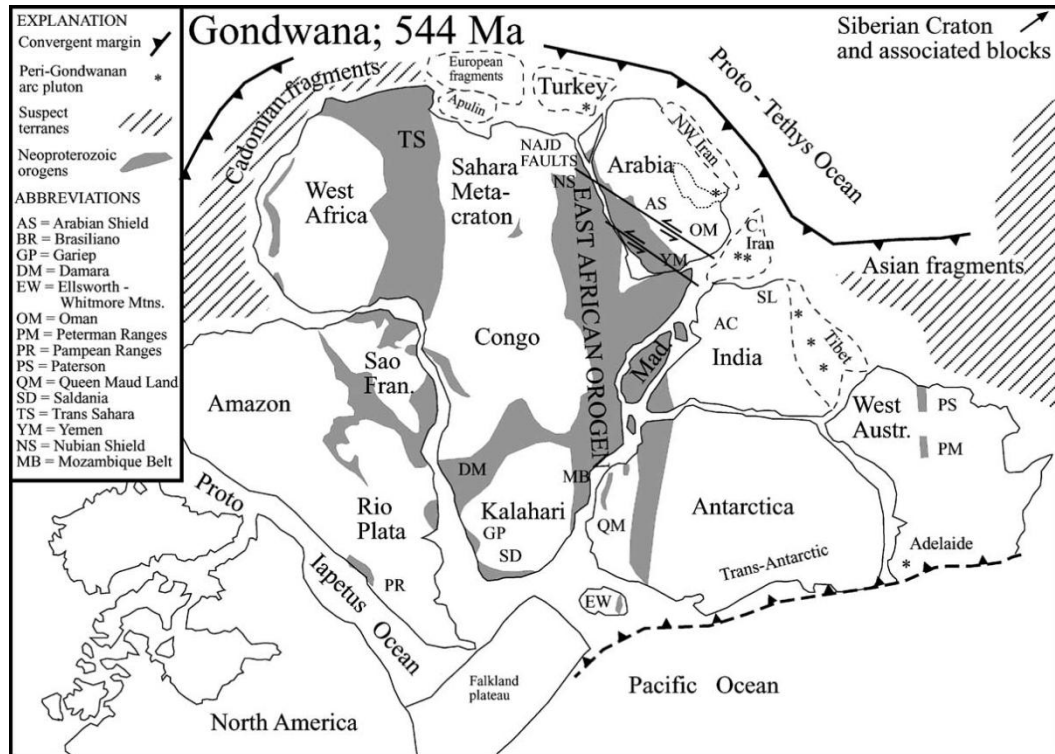 EXPLANATION
Convergent margin
Peri-Gondwanan
arc pluton
*
Suspect
terranes
Neoproterozoic
orogens
ABBREVIATIONS
AS = Arabian Shield
BR = Brasiliano
GP = Gariep
DM = Damara
EW = Ellsworth -
Whitmore Mtns.
OM = Oman
PM = Peterman Ranges
PR = Pampean Ranges
PS = Paterson
QM = Queen Maud Land
SD = Saldania
TS = Trans Sahara
YM = Yemen
NS = Nubian Shield
MB = Mozambique Belt
Gondwana; 544 Ma
Siberian Craton
and associated blocks
Cadomian fragments
European
fragments
Apulin
Turkey
*
Proto - Tethys Ocean
TS
West
Africa
Sahara
Meta-
craton
NAJD
FAULTS
NS
Arabia
NW Iran
*
AS
OM
YM
C.
Iran
**
Asian fragments
EAST AFRICAN OROGEN
Congo
Sao
Fran.
Amazon
Mad.
SL
AC
India
*
*
*
Tibet
West
Austr.
PS
PM
DM
MB
Kalahari
GP
SD
QM
Antarctica
Trans-Antarctic
Adelaide
*
Rio
Plata
PR
Proto
Iapetus Ocean
EW
Falkland
plateau
North America
Pacific Ocean